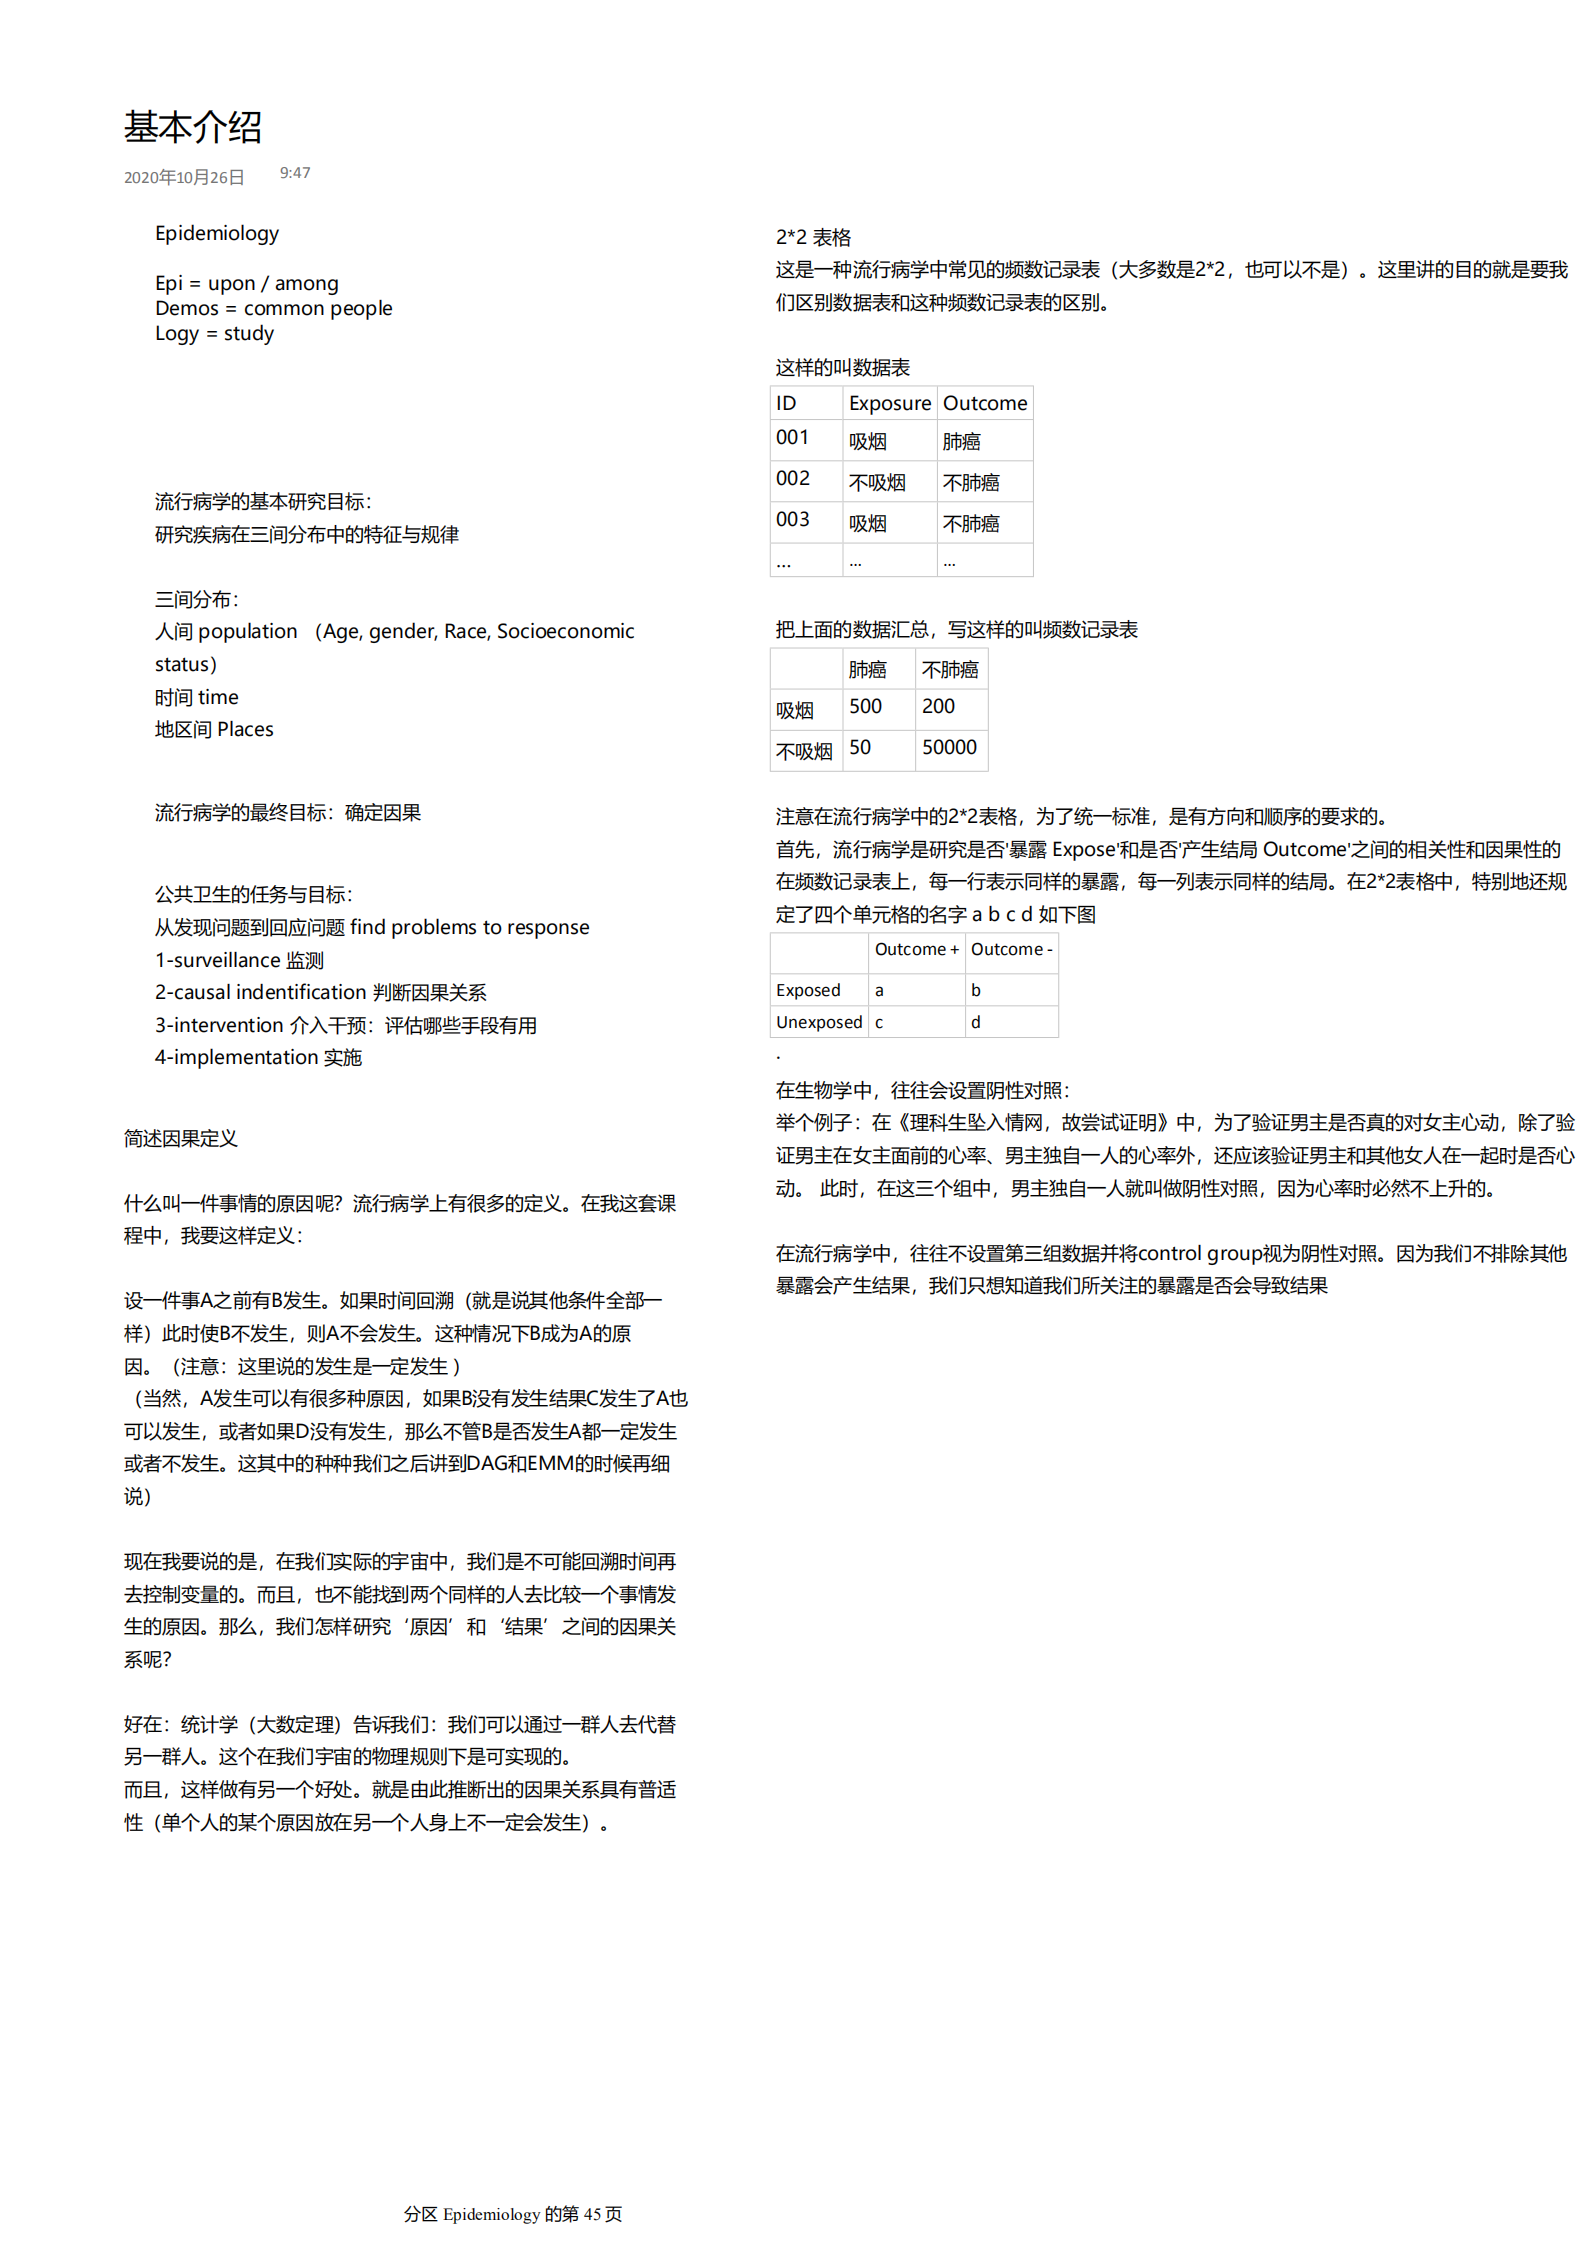 基本介绍
2020年10月26日 9:47
Epidemiology
Epi = upon / among
Demos = common people
Logy = study
流行病学的基本研究目标：
研究疾病在三间分布中的特征与规律
三间分布：
人间 population （Age, gender, Race, Socioeconomic
status）
时间 time
地区间 Places
流行病学的最终目标：确定因果
公共卫生的任务与目标：
从发现问题到回应问题 find problems to response
1-surveillance 监测
2-causal indentification 判断因果关系
3-intervention 介入干预：评估哪些手段有用
4-implementation 实施
简述因果定义
什么叫一件事情的原因呢？流行病学上有很多的定义。在我这套课
程中，我要这样定义：
设一件事A之前有B发生。如果时间回溯（就是说其他条件全部一
样）此时使B不发生，则A不会发生。这种情况下B成为A的原
因。（注意：这里说的发生是一定发生 ）
（当然，A发生可以有很多种原因，如果B没有发生结果C发生了A也
可以发生，或者如果D没有发生，那么不管B是否发生A都一定发生
或者不发生。这其中的种种我们之后讲到DAG和EMM的时候再细
说）
现在我要说的是，在我们实际的宇宙中，我们是不可能回溯时间再
去控制变量的。而且，也不能找到两个同样的人去比较一个事情发
生的原因。那么，我们怎样研究‘原因’和‘结果’之间的因果关
系呢？
好在：统计学（大数定理）告诉我们：我们可以通过一群人去代替
另一群人。这个在我们宇宙的物理规则下是可实现的。
而且，这样做有另一个好处。就是由此推断出的因果关系具有普适
性（单个人的某个原因放在另一个人身上不一定会发生）。
2*2 表格
这是一种流行病学中常见的频数记录表（大多数是2*2，也可以不是）。这里讲的目的就是要我
们区别数据表和这种频数记录表的区别。
这样的叫数据表
ID Exposure Outcome
001 吸烟 肺癌
002 不吸烟 不肺癌
003 吸烟 不肺癌
... ... ...
把上面的数据汇总，写这样的叫频数记录表
肺癌 不肺癌
吸烟 500 200
不吸烟 50 50000
注意在流行病学中的2*2表格，为了统一标准，是有方向和顺序的要求的。
首先，流行病学是研究是否'暴露 Expose'和是否'产生结局 Outcome'之间的相关性和因果性的
在频数记录表上，每一行表示同样的暴露，每一列表示同样的结局。在2*2表格中，特别地还规
定了四个单元格的名字 a b c d 如下图
Outcome + Outcome -
Exposed a b
Unexposed c d
.
在生物学中，往往会设置阴性对照：
举个例子：在《理科生坠入情网，故尝试证明》中，为了验证男主是否真的对女主心动，除了验
证男主在女主面前的心率、男主独自一人的心率外，还应该验证男主和其他女人在一起时是否心
动。 此时，在这三个组中，男主独自一人就叫做阴性对照，因为心率时必然不上升的。
在流行病学中，往往不设置第三组数据并将control group视为阴性对照。因为我们不排除其他
暴露会产生结果，我们只想知道我们所关注的暴露是否会导致结果
分区 Epidemiology 的第 45 页